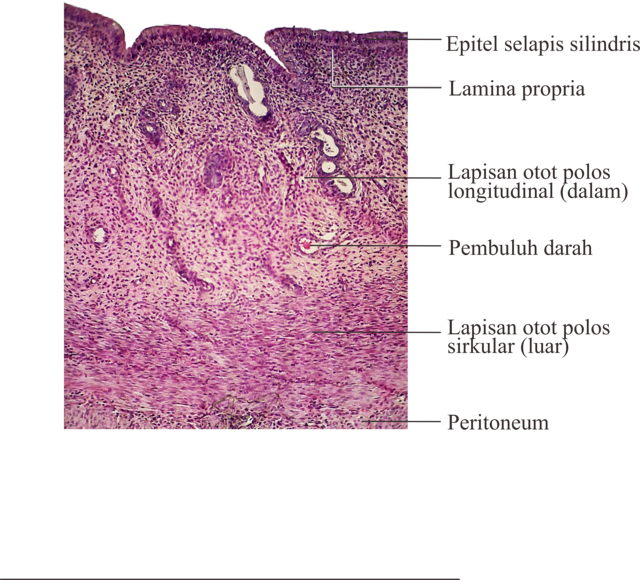 Epitel selapis silindris
Lamina propria
Lapisan otot polos
longitudinal (dalam)
Pembuluh darah
Lapisan otot polos
sirkular (luar)
Peritoneum